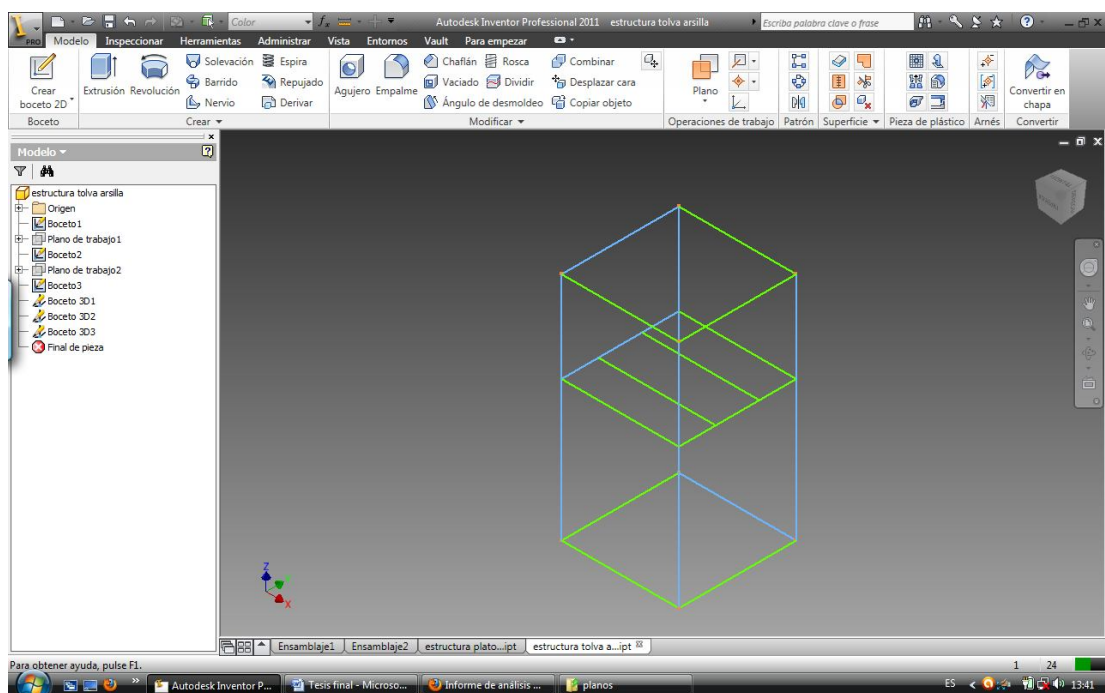 Color
Autodesk Inventor Professional 2011 estructura tolva arsilla
Escriba palabra clave o frase
PRO
Modelo Inspeccionar Herramientas Administrar Vista Entornos Vault Para empezar
Crear boceto 2D
Extrusión
Revolución
Solevación
Barrido
Nervio
Espira
Repujado
Derivar
Agujero
Empalme
Chaflán
Vaciado
Ángulo de desmoldeo
Rosca
Dividir
Combinar
Desplazar cara
Copiar objeto
Plano
Convertir en chapa
Boceto
Crear
Modificar
Operaciones de trabajo
Patrón
Superficie
Pieza de plástico
Arnés
Convertir
Modelo
estructura tolva arsilla
Origen
Boceto1
Plano de trabajo1
Boceto2
Plano de trabajo2
Boceto3
Boceto 3D1
Boceto 3D2
Boceto 3D3
Final de pieza
Z
X
Ensamblaje1
Ensamblaje2
estructura plato...ipt
estructura tolva a...ipt
Para obtener ayuda, pulse F1.
1 24
Autodesk Inventor P...
Tesis final - Microso...
Informe de análisis ...
planos
ES
13:41